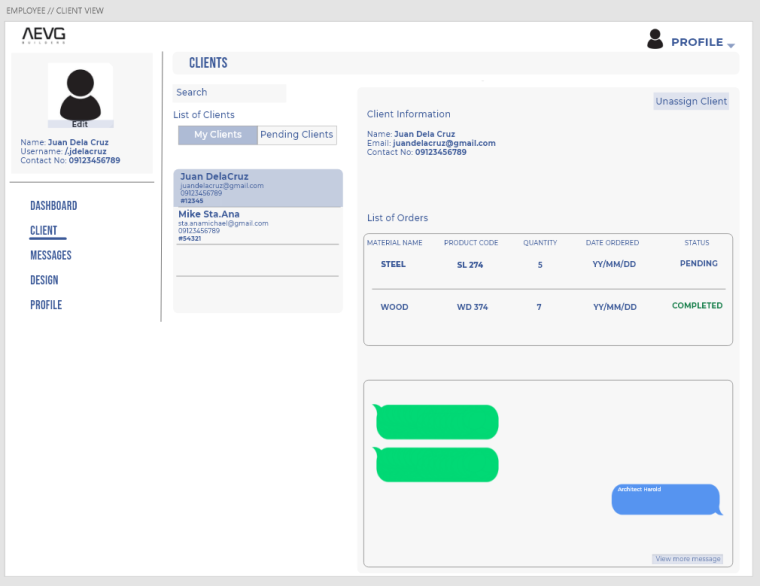 EMPLOYEE // CLIENT VIEW
AEVG
BUILDERS
PROFILE
Edit
Name: Juan Dela Cruz
Username: /.jdelacruz
Contact No: 09123456789
DASHBOARD
CLIENT
MESSAGES
DESIGN
PROFILE
CLIENTS
Search
List of Clients
My Clients Pending Clients
Juan DelaCruz
juandelacruz@gmail.com
09123456789
#12345
Mike Sta.Ana
sta.anamichael@gmail.com
09123456789
#54321
Unassign Client
Client Information
Name: Juan Dela Cruz
Email: juandelacruz@gmail.com
Contact No: 09123456789
List of Orders
MATERIAL NAME PRODUCT CODE QUANTITY DATE ORDERED STATUS
STEEL SL 274 5 YY/MM/DD PENDING
WOOD WD 374 7 YY/MM/DD COMPLETED
Architect Harold
View more message